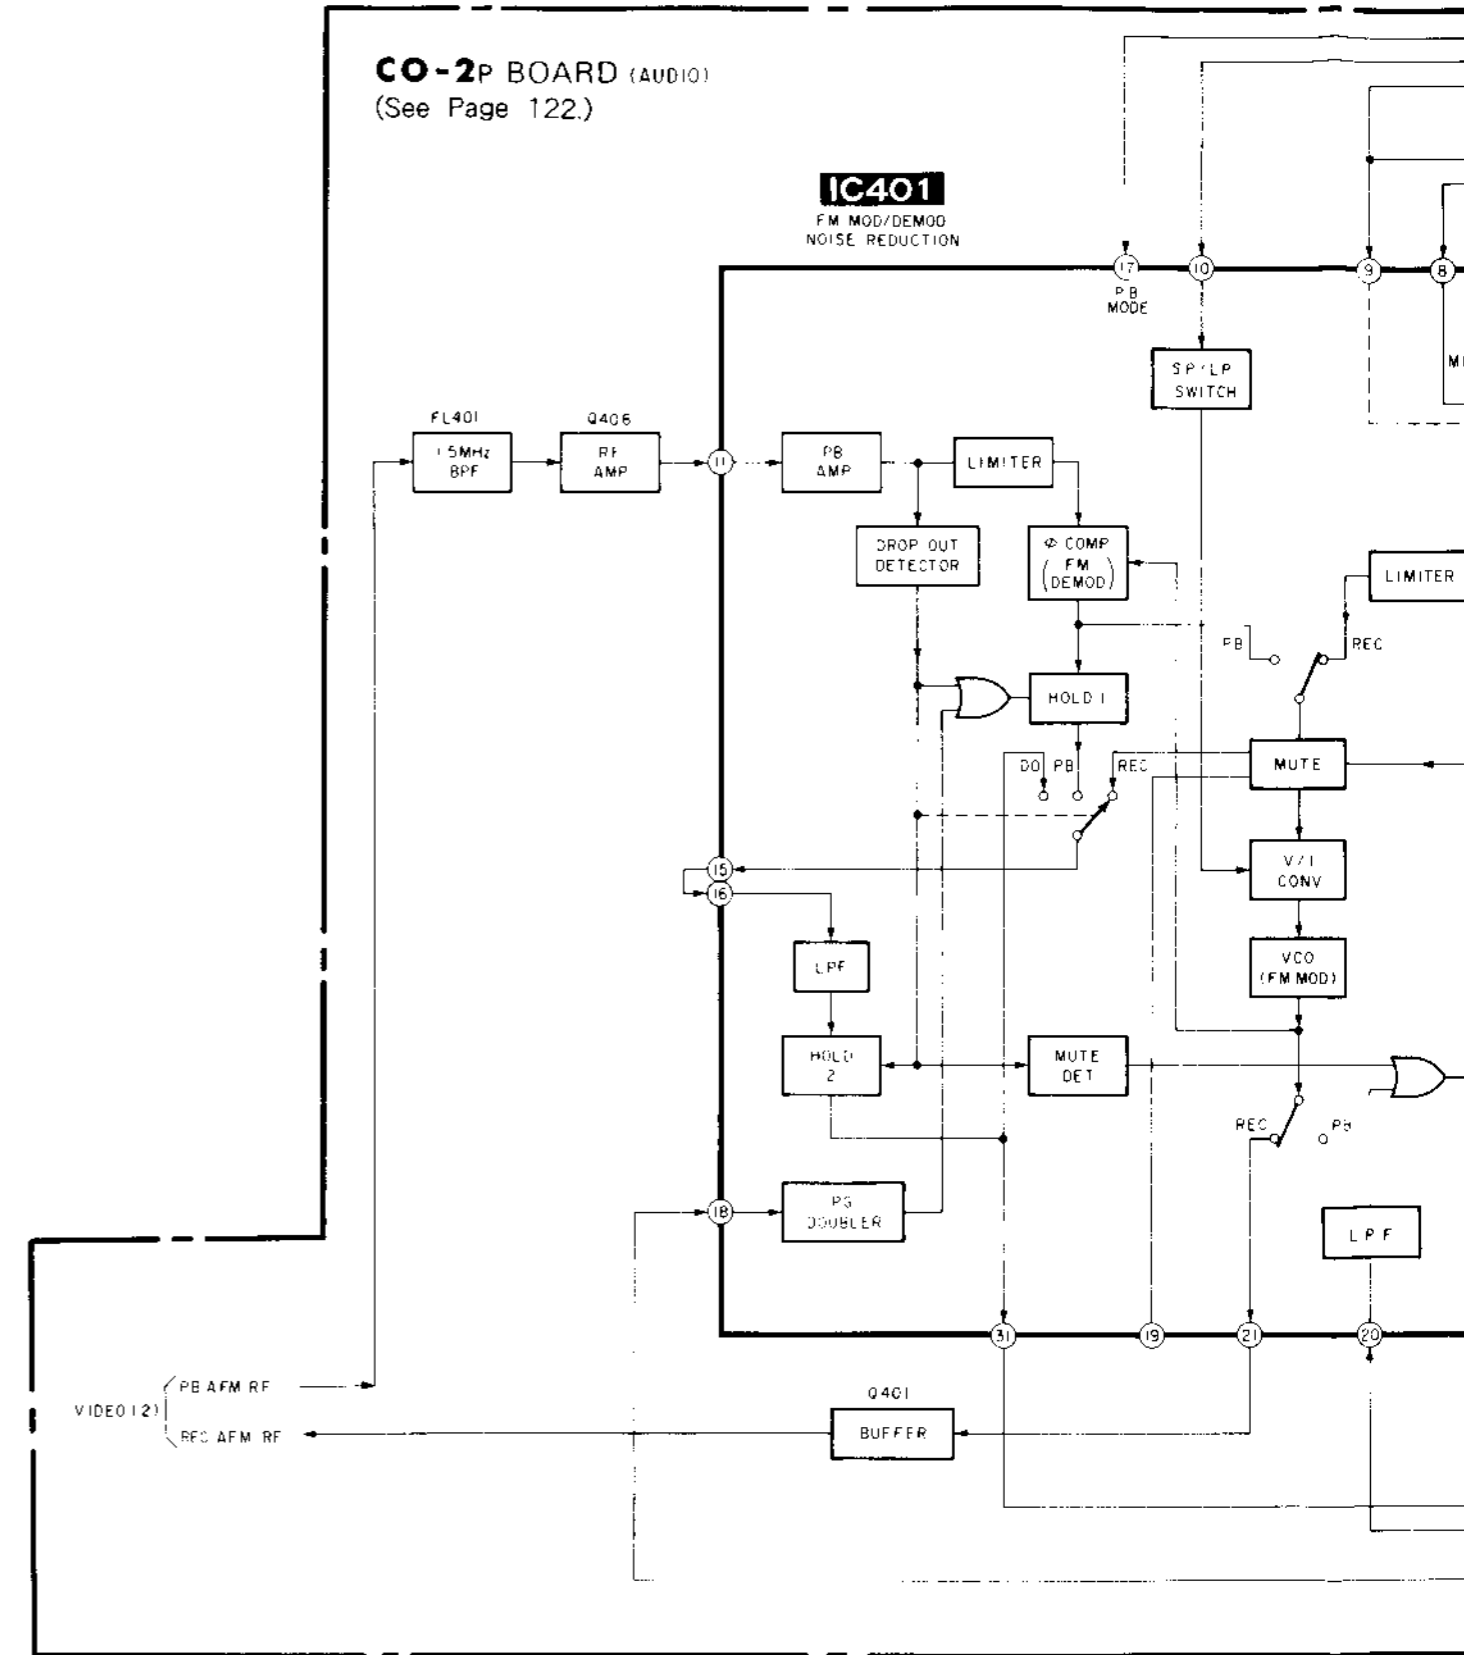 CO-2P BOARD (AUDIO)
(See Page 122.)
IC401
FM MOD/DEMOD
NOISE REDUCTION
17
10
9
8
PB
MODE
SP/LP
SWITCH
FL401
1.5MHz
BPF
Q406
RF
AMP
11
PB
AMP
LIMITER
DROP OUT
DETECTOR
Φ COMP
(FM
DEMOD)
LIMITER
PB
REC
HOLD 1
DO
PB
REC
MUTE
15
16
V/I
CONV
LPF
VCO
(FM MOD)
HOLD
2
MUTE
DET
REC
PB
18
PG
DOUBLER
LPF
31
19
21
20
VIDEO(2)
PB AFM RF
REC AFM RF
Q401
BUFFER